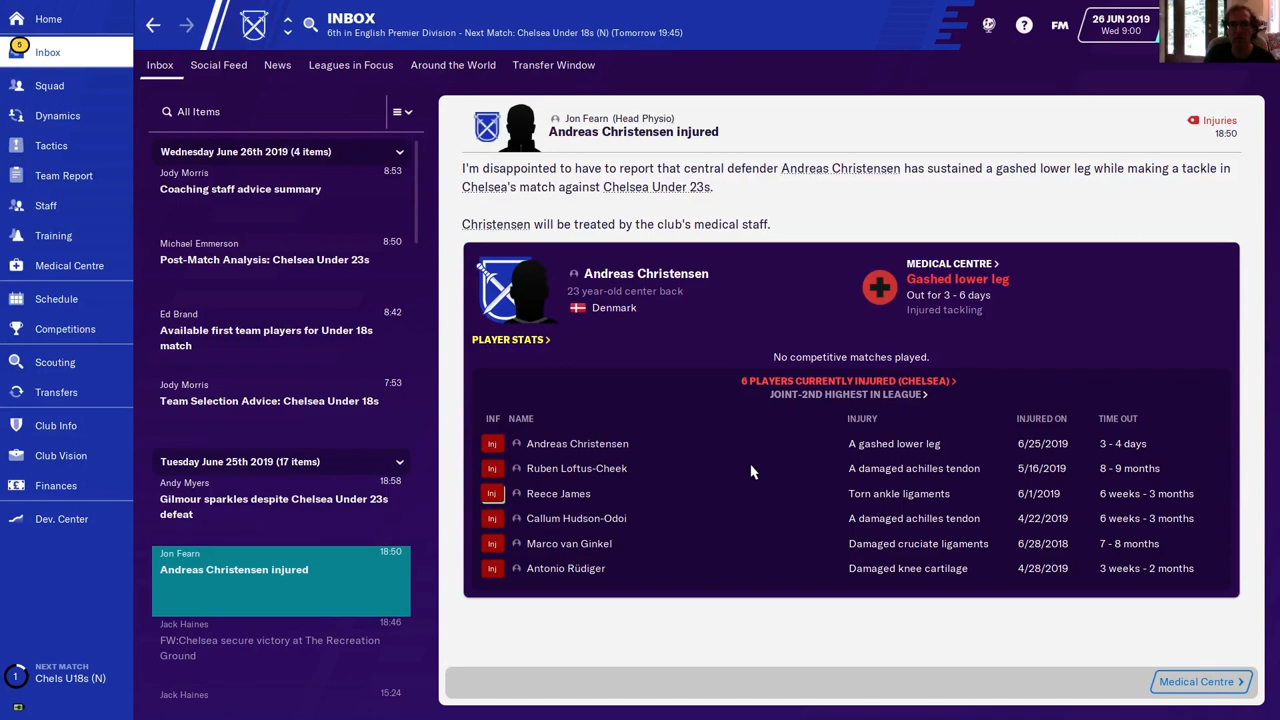 Home
INBOX
6th in English Premier Division - Next Match: Chelsea Under 18s (N) (Tomorrow 19:45)
FM
26 JUN 2019
Wed 9:00
5
Inbox
Squad
Dynamics
Tactics
Team Report
Staff
Training
Medical Centre
Schedule
Competitions
Scouting
Transfers
Club Info
Club Vision
Finances
Dev. Center
1
NEXT MATCH
Chels U18s (N)
Inbox Social Feed News Leagues in Focus Around the World Transfer Window
All Items
Wednesday June 26th 2019 (4 items)
Jody Morris 8:53
Coaching staff advice summary
Michael Emmerson 8:50
Post-Match Analysis: Chelsea Under 23s
Ed Brand 8:42
Available first team players for Under 18s
match
Jody Morris 7:53
Team Selection Advice: Chelsea Under 18s
Tuesday June 25th 2019 (17 items)
Andy Myers 18:58
Gilmour sparkles despite Chelsea Under 23s
defeat
Jon Fearn 18:50
Andreas Christensen injured
Jack Haines 18:46
FW:Chelsea secure victory at The Recreation
Ground
Jack Haines 15:24
Jon Fearn (Head Physio)
Andreas Christensen injured
Injuries
18:50
I'm disappointed to have to report that central defender Andreas Christensen has sustained a gashed lower leg while making a tackle in
Chelsea's match against Chelsea Under 23s.
Christensen will be treated by the club's medical staff.
Andreas Christensen
23 year-old center back
Denmark
MEDICAL CENTRE >
Gashed lower leg
Out for 3 - 6 days
Injured tackling
PLAYER STATS >
No competitive matches played.
6 PLAYERS CURRENTLY INJURED (CHELSEA) >
JOINT-2ND HIGHEST IN LEAGUE >
INF NAME INJURY INJURED ON TIME OUT
Inj Andreas Christensen A gashed lower leg 6/25/2019 3 - 4 days
Inj Ruben Loftus-Cheek A damaged achilles tendon 5/16/2019 8 - 9 months
Inj Reece James Torn ankle ligaments 6/1/2019 6 weeks - 3 months
Inj Callum Hudson-Odoi A damaged achilles tendon 4/22/2019 6 weeks - 3 months
Inj Marco van Ginkel Damaged cruciate ligaments 6/28/2018 7 - 8 months
Inj Antonio Rüdiger Damaged knee cartilage 4/28/2019 3 weeks - 2 months
Medical Centre >